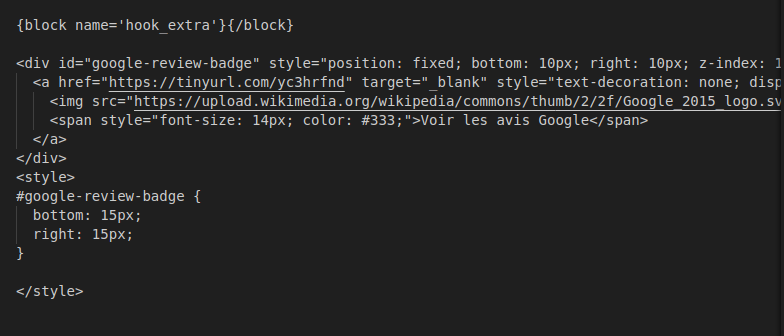 {block name='hook_extra'}{/block}
<div id="google-review-badge" style="position: fixed; bottom: 10px; right: 10px; z-index: 1
<a href="https://tinyurl.com/yc3hrfnd" target="_blank" style="text-decoration: none; disp
<img src="https://upload.wikimedia.org/wikipedia/commons/thumb/2/2f/Google_2015_logo.sv
<span style="font-size: 14px; color: #333;">Voir les avis Google</span>
</a>
</div>
<style>
#google-review-badge {
bottom: 15px;
right: 15px;
}
</style>